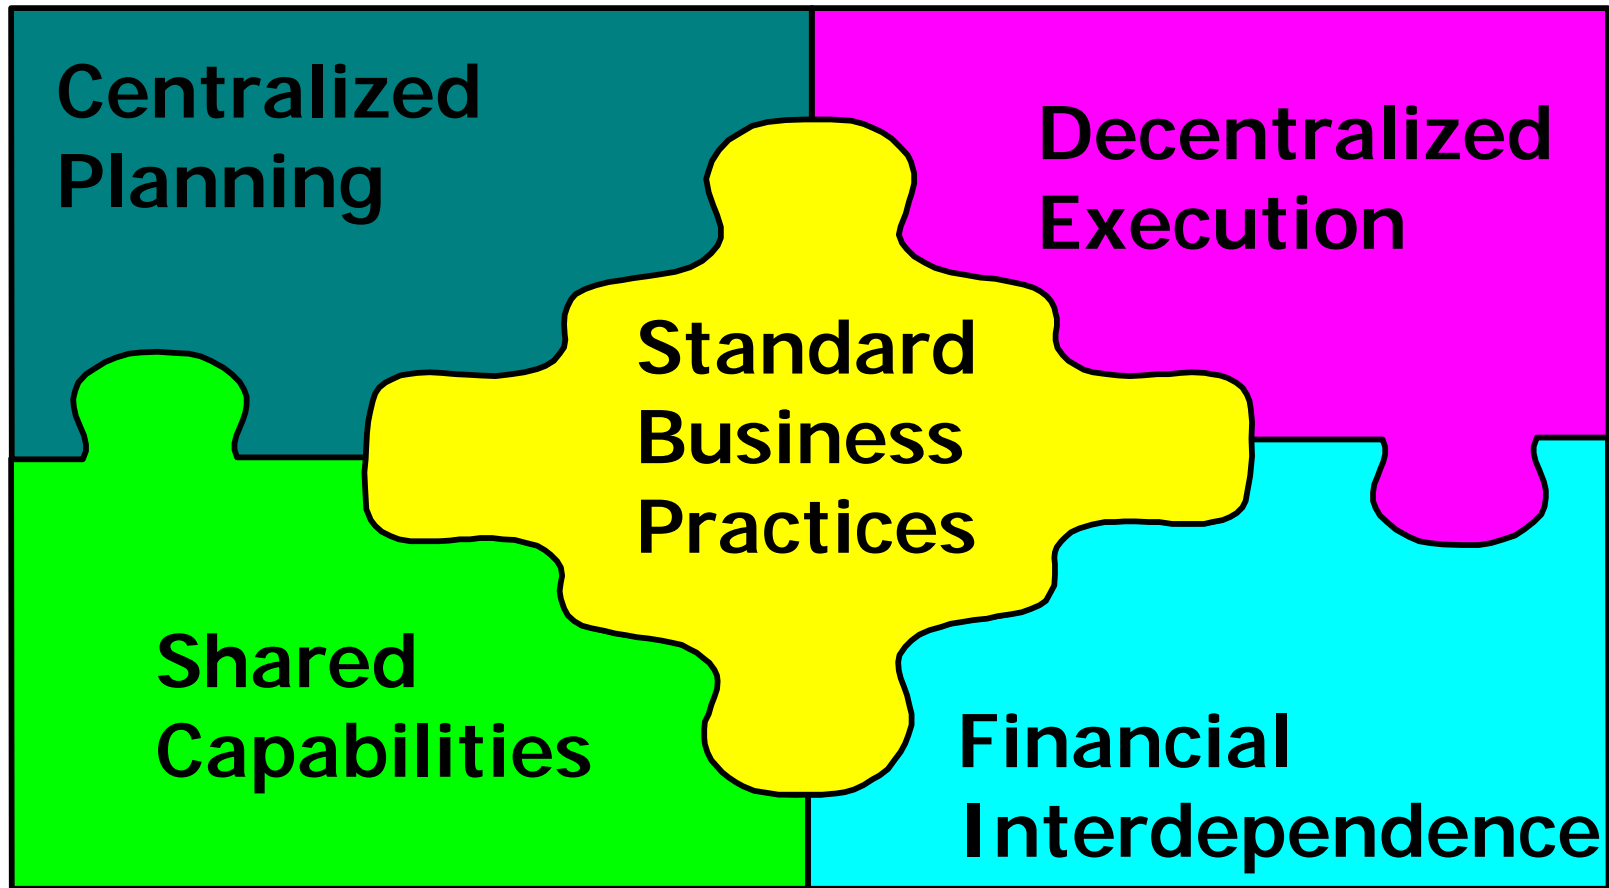 Centralized
Planning
Decentralized
Execution
Standard
Business
Practices
Shared
Capabilities
Financial
Interdependence